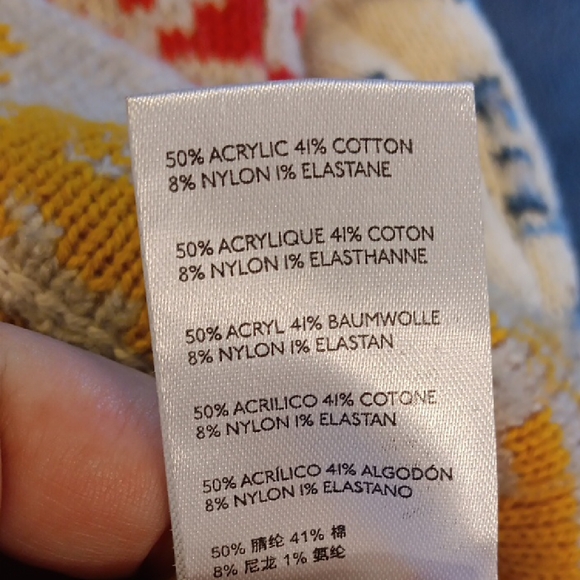 50% ACRYLIC 41% COTTON
8% NYLON 1% ELASTANE
50% ACRYLIQUE 41% COTON
8% NYLON 1% ELASTHANNE
50% ACRYL 41% BAUMWOLLE
8% NYLON 1% ELASTAN
50% ACRILICO 41% COTONE
8% NYLON 1% ELASTAN
50% ACRÍLICO 41% ALGODÓN
8% NYLON 1% ELASTANO
50% 腈纶 41% 棉
8% 尼龙 1% 氨纶